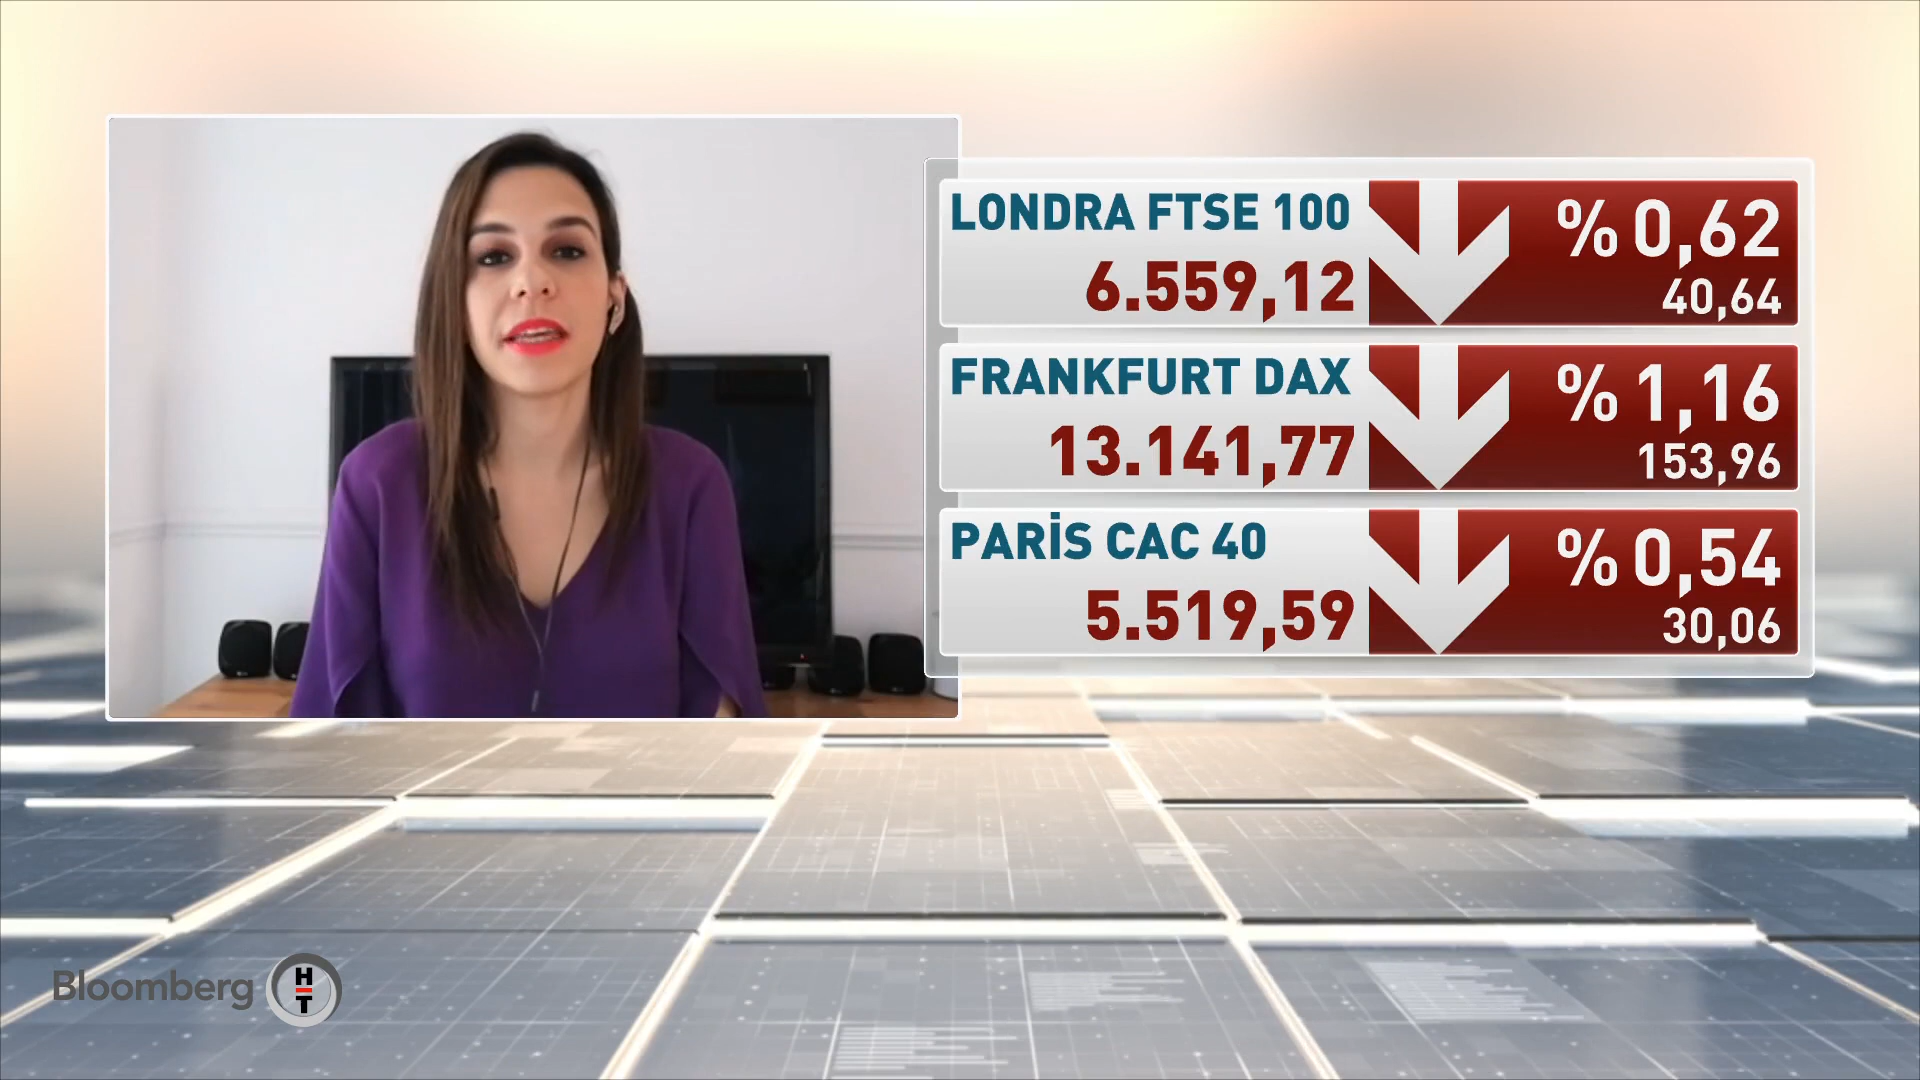 LONDRA FTSE 100
6.559,12
% 0,62
40,64
FRANKFURT DAX
13.141,77
% 1,16
153,96
PARİS CAC 40
5.519,59
% 0,54
30,06
Bloomberg HT